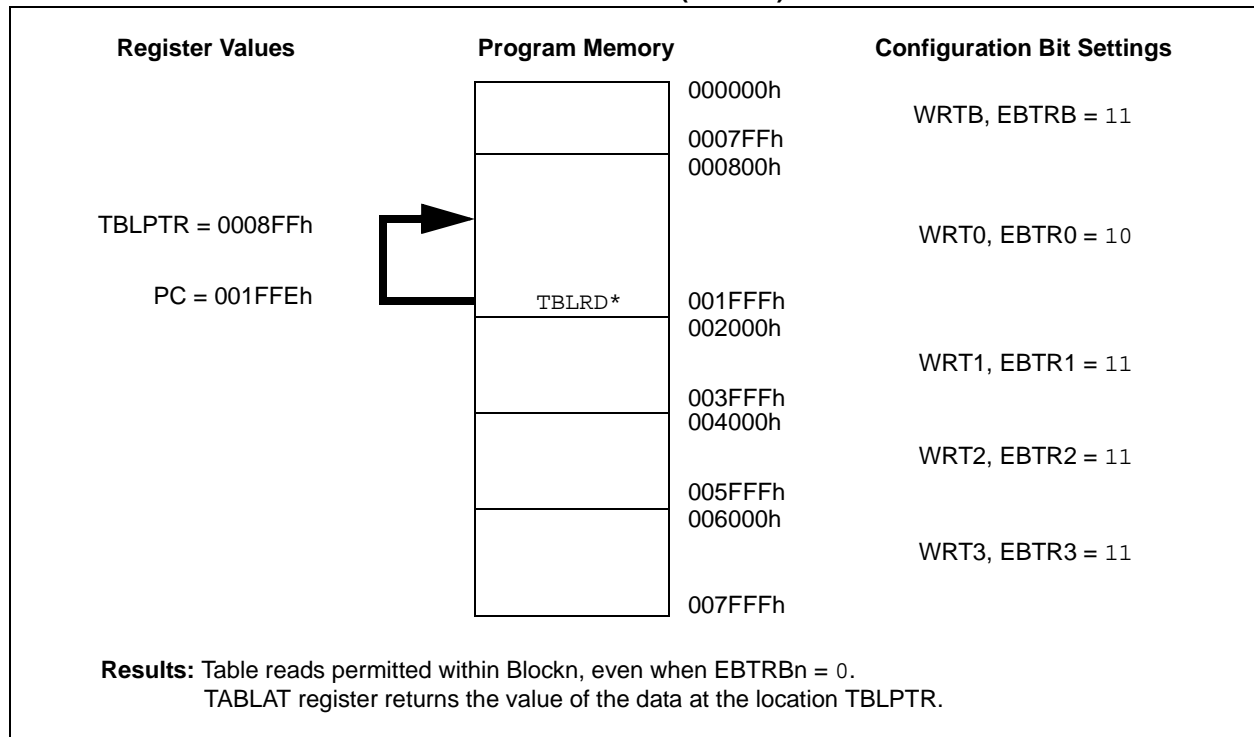 Register Values Program Memory Configuration Bit Settings
000000h
WRTB, EBTRB = 11
0007FFh
000800h
TBLPTR = 0008FFh
WRT0, EBTR0 = 10
PC = 001FFEh
TBLRD*
001FFFh
002000h
WRT1, EBTR1 = 11
003FFFh
004000h
WRT2, EBTR2 = 11
005FFFh
006000h
WRT3, EBTR3 = 11
007FFFh
Results: Table reads permitted within Blockn, even when EBTRBn = 0.
TABLAT register returns the value of the data at the location TBLPTR.